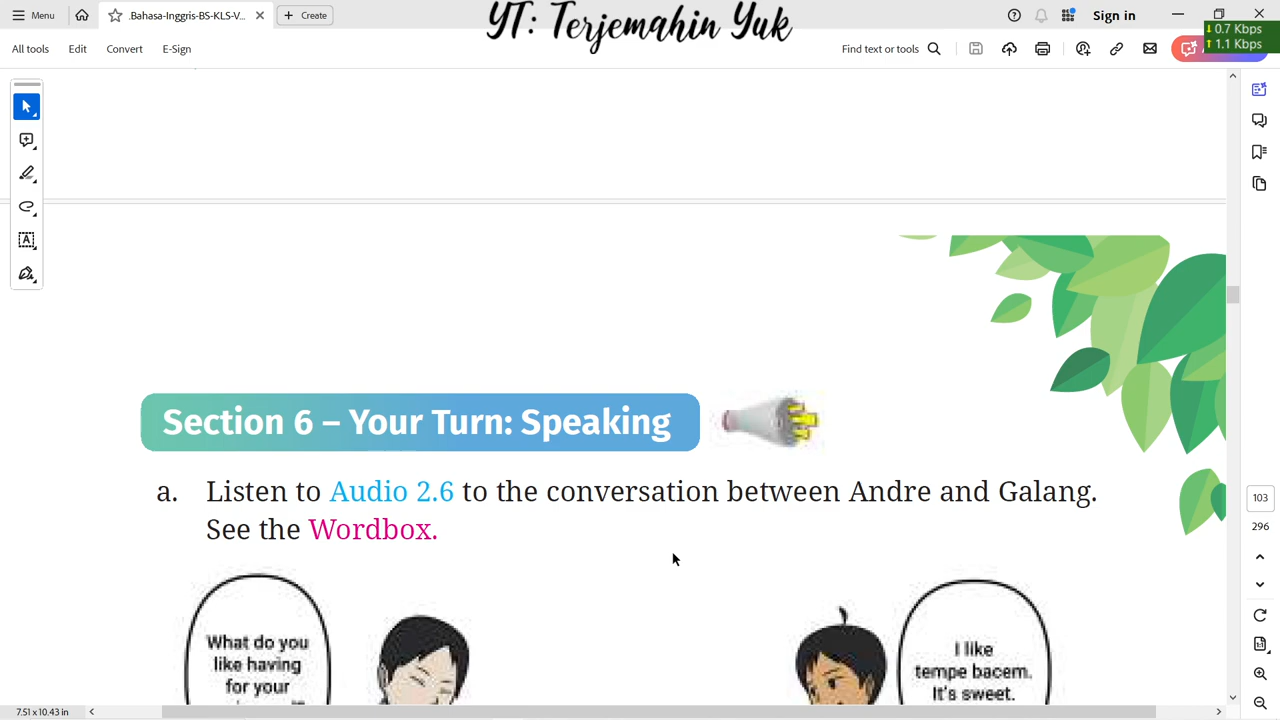 Menu
.Bahasa-Inggris-BS-KLS-V...
Create
YT: Terjemahin Yuk
Sign in
0.7 Kbps
1.1 Kbps
All tools
Edit
Convert
E-Sign
Find text or tools
Section 6 – Your Turn: Speaking
a. Listen to Audio 2.6 to the conversation between Andre and Galang.
See the Wordbox.
What do you
like having
for your
I like
tempe bacem.
It's sweet.
103
296
7.51 x 10.43 in